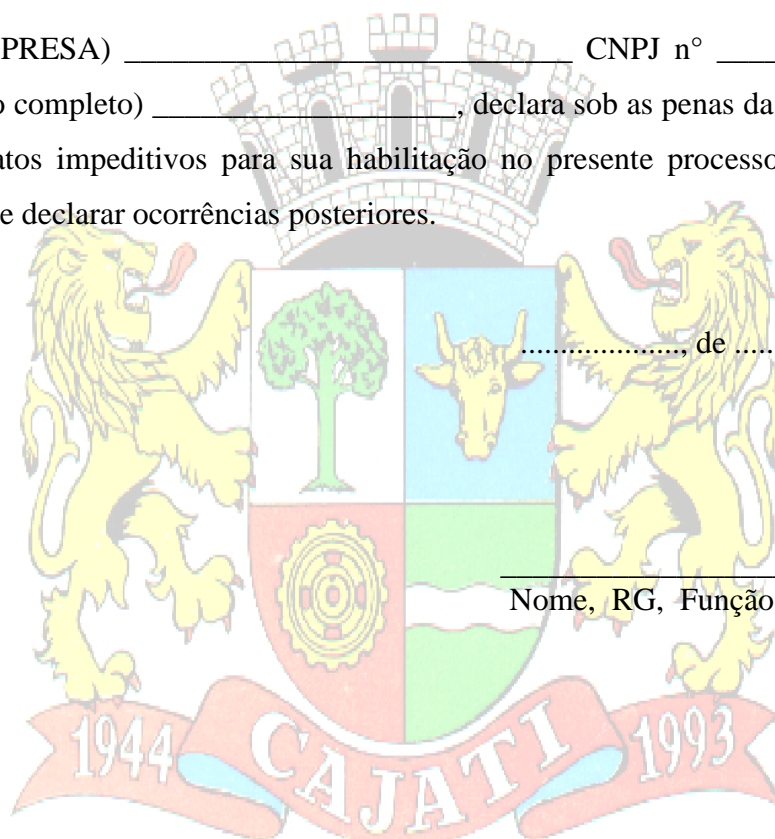 PRESA) ____________________________ CNPJ n° ____
o completo) ___________________, declara sob as penas da
atos impeditivos para sua habilitação no presente processo
e declarar ocorrências posteriores.
...................., de .....
__________________
Nome, RG, Função
1944 CAJATI 1993